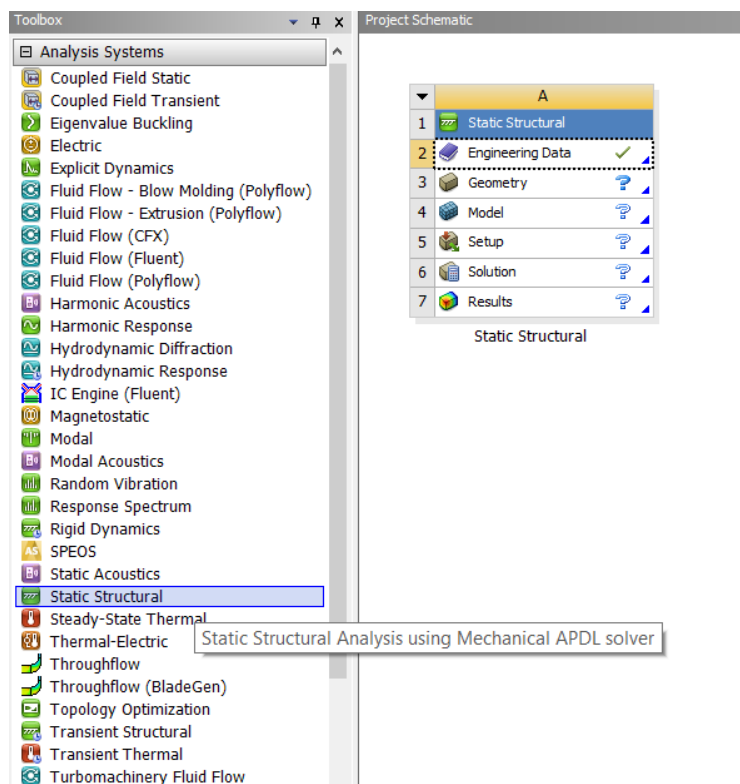 Toolbox
Analysis Systems
Coupled Field Static
Coupled Field Transient
Eigenvalue Buckling
Electric
Explicit Dynamics
Fluid Flow - Blow Molding (Polyflow)
Fluid Flow - Extrusion (Polyflow)
Fluid Flow (CFX)
Fluid Flow (Fluent)
Fluid Flow (Polyflow)
Harmonic Acoustics
Harmonic Response
Hydrodynamic Diffraction
Hydrodynamic Response
IC Engine (Fluent)
Magnetostatic
Modal
Modal Acoustics
Random Vibration
Response Spectrum
Rigid Dynamics
SPEOS
Static Acoustics
Static Structural
Steady-State Thermal
Thermal-Electric
Static Structural Analysis using Mechanical APDL solver
Throughflow
Throughflow (BladeGen)
Topology Optimization
Transient Structural
Transient Thermal
Turbomachinery Fluid Flow
Project Schematic
A
1 Static Structural
2 Engineering Data
3 Geometry ?
4 Model ?
5 Setup ?
6 Solution ?
7 Results ?
Static Structural